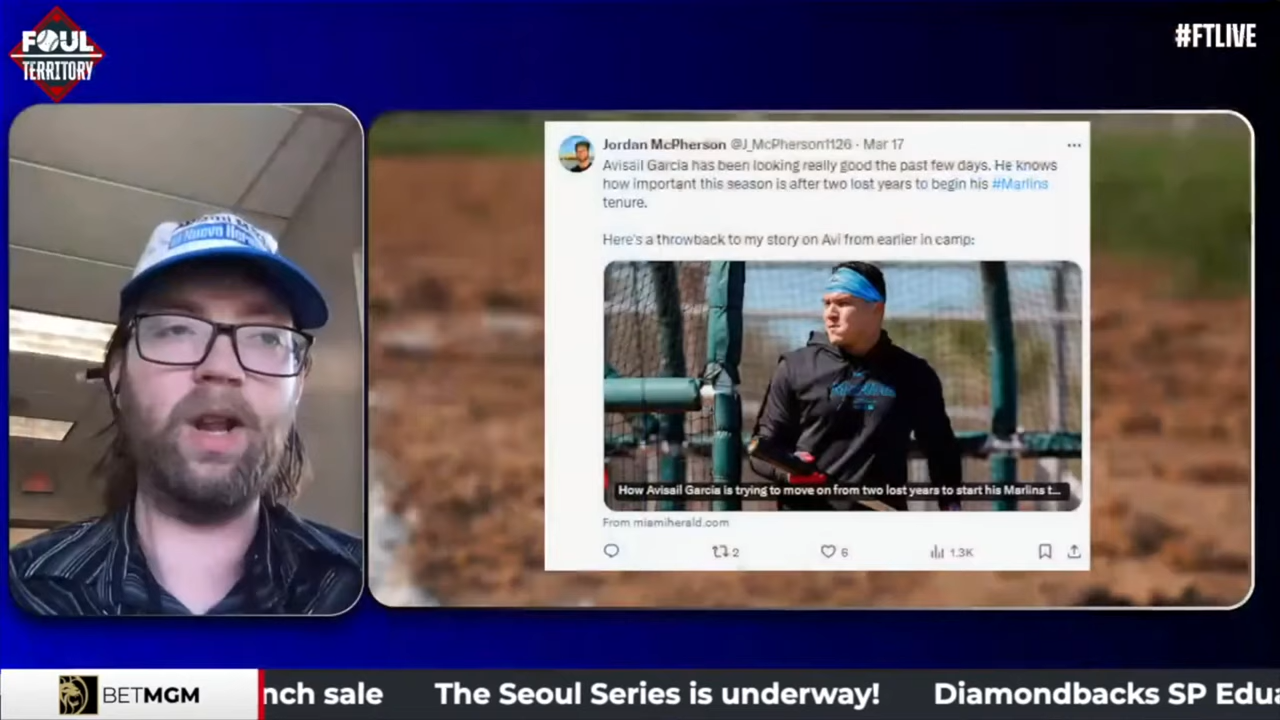 FOUL
TERRITORY
#FTLIVE
Jordan McPherson @J_McPherson1126 · Mar 17
Avisail Garcia has been looking really good the past few days. He knows
how important this season is after two lost years to begin his #Marlins
tenure.
Here's a throwback to my story on Avi from earlier in camp:
How Avisail Garcia is trying to move on from two lost years to start his Marlins t...
From miamiherald.com
2
6
1.3K
BETMGM
nch sale
The Seoul Series is underway!
Diamondbacks SP Edua